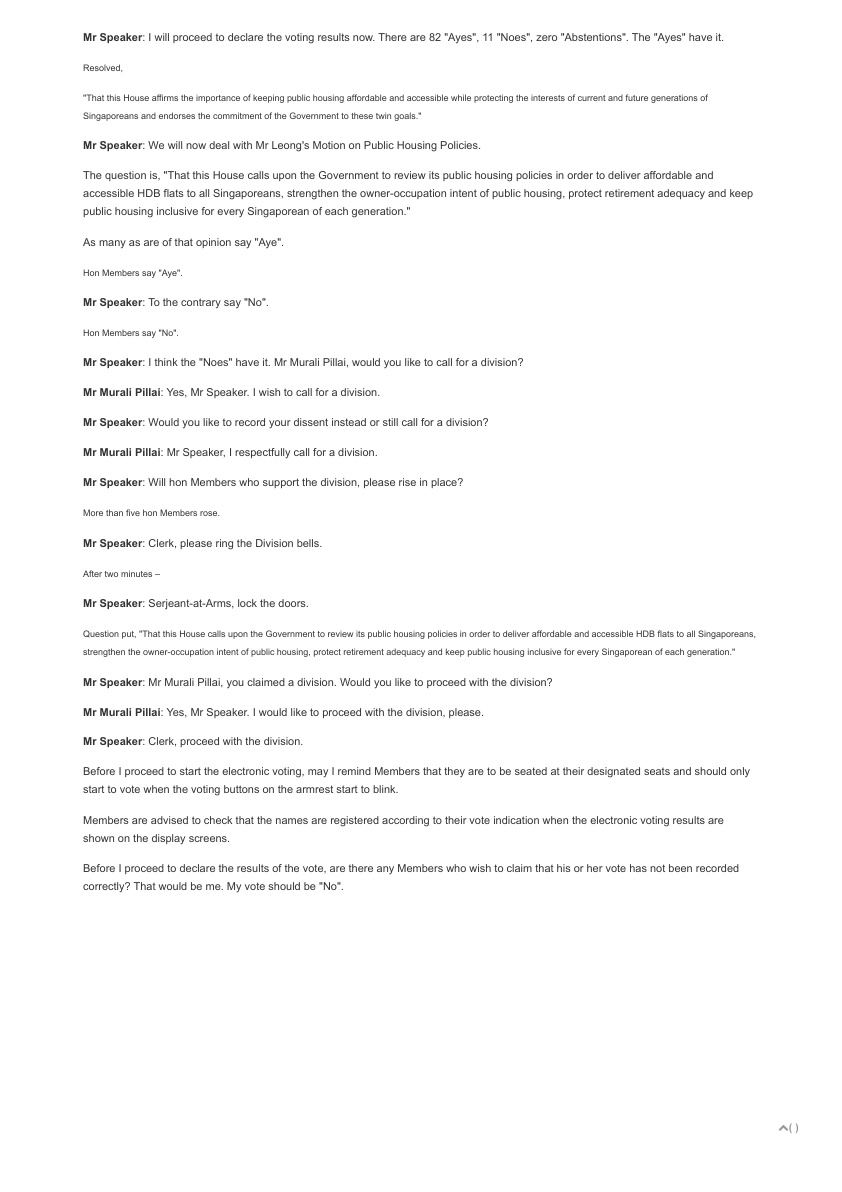 Mr Speaker: I will proceed to declare the voting results now. There are 82 "Ayes", 11 "Noes", zero "Abstentions". The "Ayes" have it.
Resolved,
"That this House affirms the importance of keeping public housing affordable and accessible while protecting the interests of current and future generations of
Singaporeans and endorses the commitment of the Government to these twin goals."
Mr Speaker: We will now deal with Mr Leong's Motion on Public Housing Policies.
The question is, "That this House calls upon the Government to review its public housing policies in order to deliver affordable and
accessible HDB flats to all Singaporeans, strengthen the owner-occupation intent of public housing, protect retirement adequacy and keep
public housing inclusive for every Singaporean of each generation."
As many as are of that opinion say "Aye".
Hon Members say "Aye".
Mr Speaker: To the contrary say "No".
Hon Members say "No".
Mr Speaker: I think the "Noes" have it. Mr Murali Pillai, would you like to call for a division?
Mr Murali Pillai: Yes, Mr Speaker. I wish to call for a division.
Mr Speaker: Would you like to record your dissent instead or still call for a division?
Mr Murali Pillai: Mr Speaker, I respectfully call for a division.
Mr Speaker: Will hon Members who support the division, please rise in place?
More than five hon Members rose.
Mr Speaker: Clerk, please ring the Division bells.
After two minutes –
Mr Speaker: Serjeant-at-Arms, lock the doors.
Question put, "That this House calls upon the Government to review its public housing policies in order to deliver affordable and accessible HDB flats to all Singaporeans,
strengthen the owner-occupation intent of public housing, protect retirement adequacy and keep public housing inclusive for every Singaporean of each generation."
Mr Speaker: Mr Murali Pillai, you claimed a division. Would you like to proceed with the division?
Mr Murali Pillai: Yes, Mr Speaker. I would like to proceed with the division, please.
Mr Speaker: Clerk, proceed with the division.
Before I proceed to start the electronic voting, may I remind Members that they are to be seated at their designated seats and should only
start to vote when the voting buttons on the armrest start to blink.
Members are advised to check that the names are registered according to their vote indication when the electronic voting results are
shown on the display screens.
Before I proceed to declare the results of the vote, are there any Members who wish to claim that his or her vote has not been recorded
correctly? That would be me. My vote should be "No".
( )